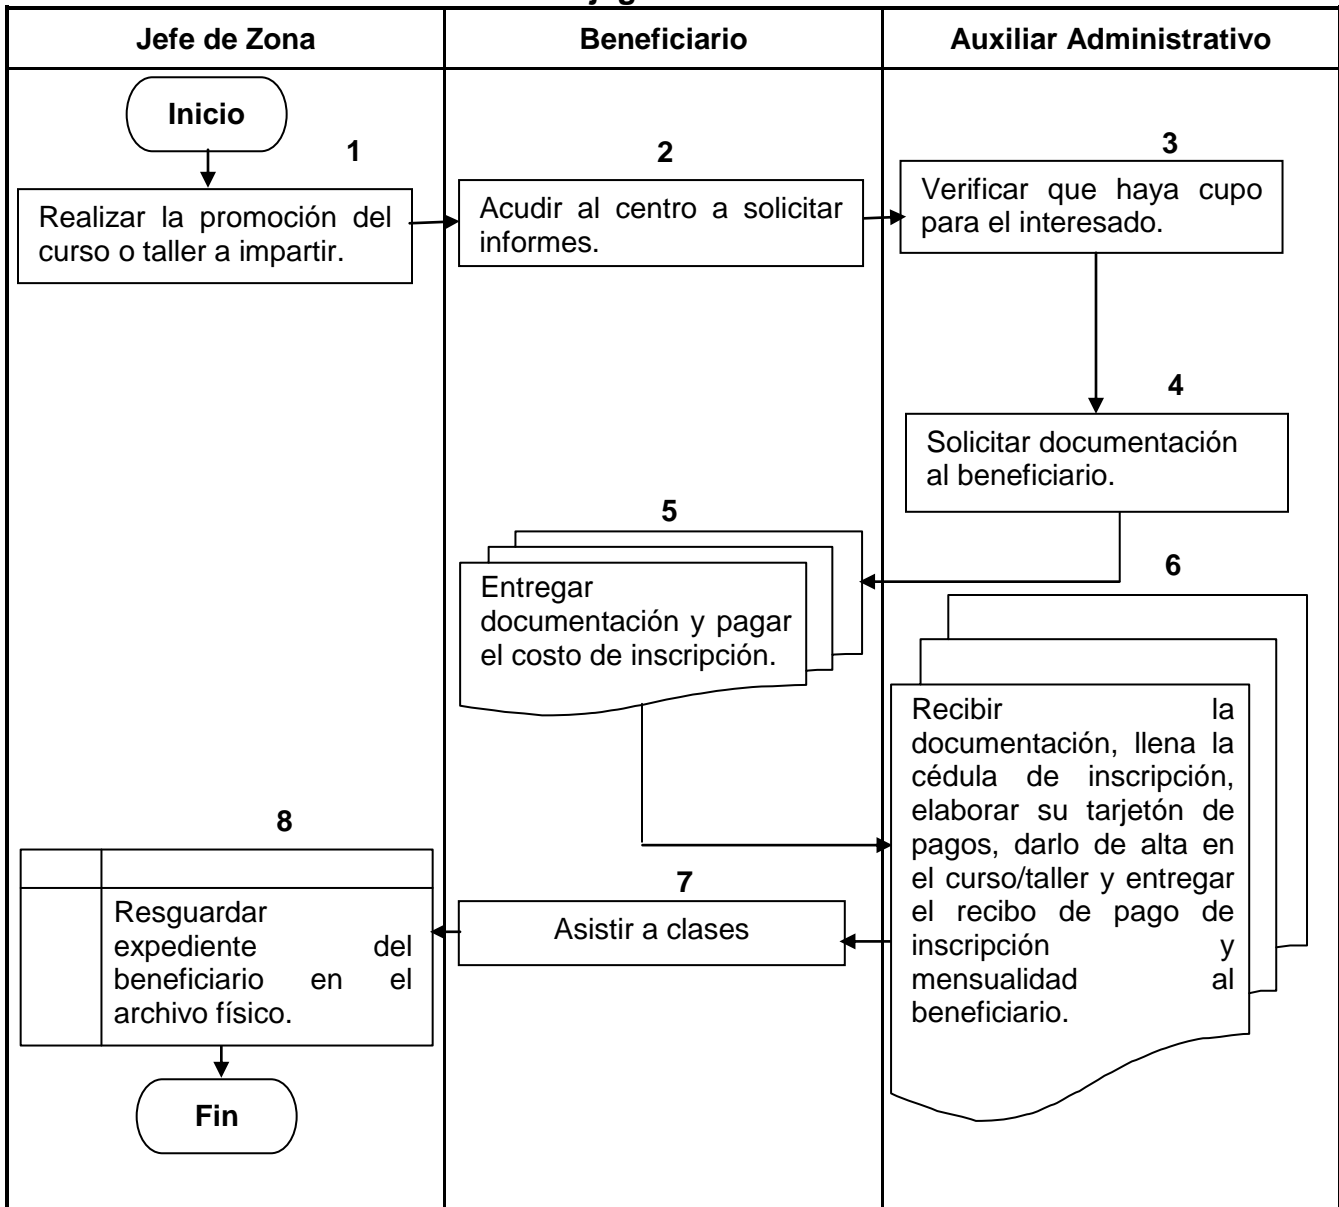 Jefe de Zona
Beneficiario
Auxiliar Administrativo
Inicio
1
Realizar la promoción del
curso o taller a impartir.
2
Acudir al centro a solicitar
informes.
3
Verificar que haya cupo
para el interesado.
4
Solicitar documentación
al beneficiario.
5
Entregar
documentación y pagar
el costo de inscripción.
6
Recibir la
documentación, llena la
cédula de inscripción,
elaborar su tarjetón de
pagos, darlo de alta en
el curso/taller y entregar
el recibo de pago de
inscripción y
mensualidad al
beneficiario.
7
Asistir a clases
8
Resguardar
expediente del
beneficiario en el
archivo físico.
Fin